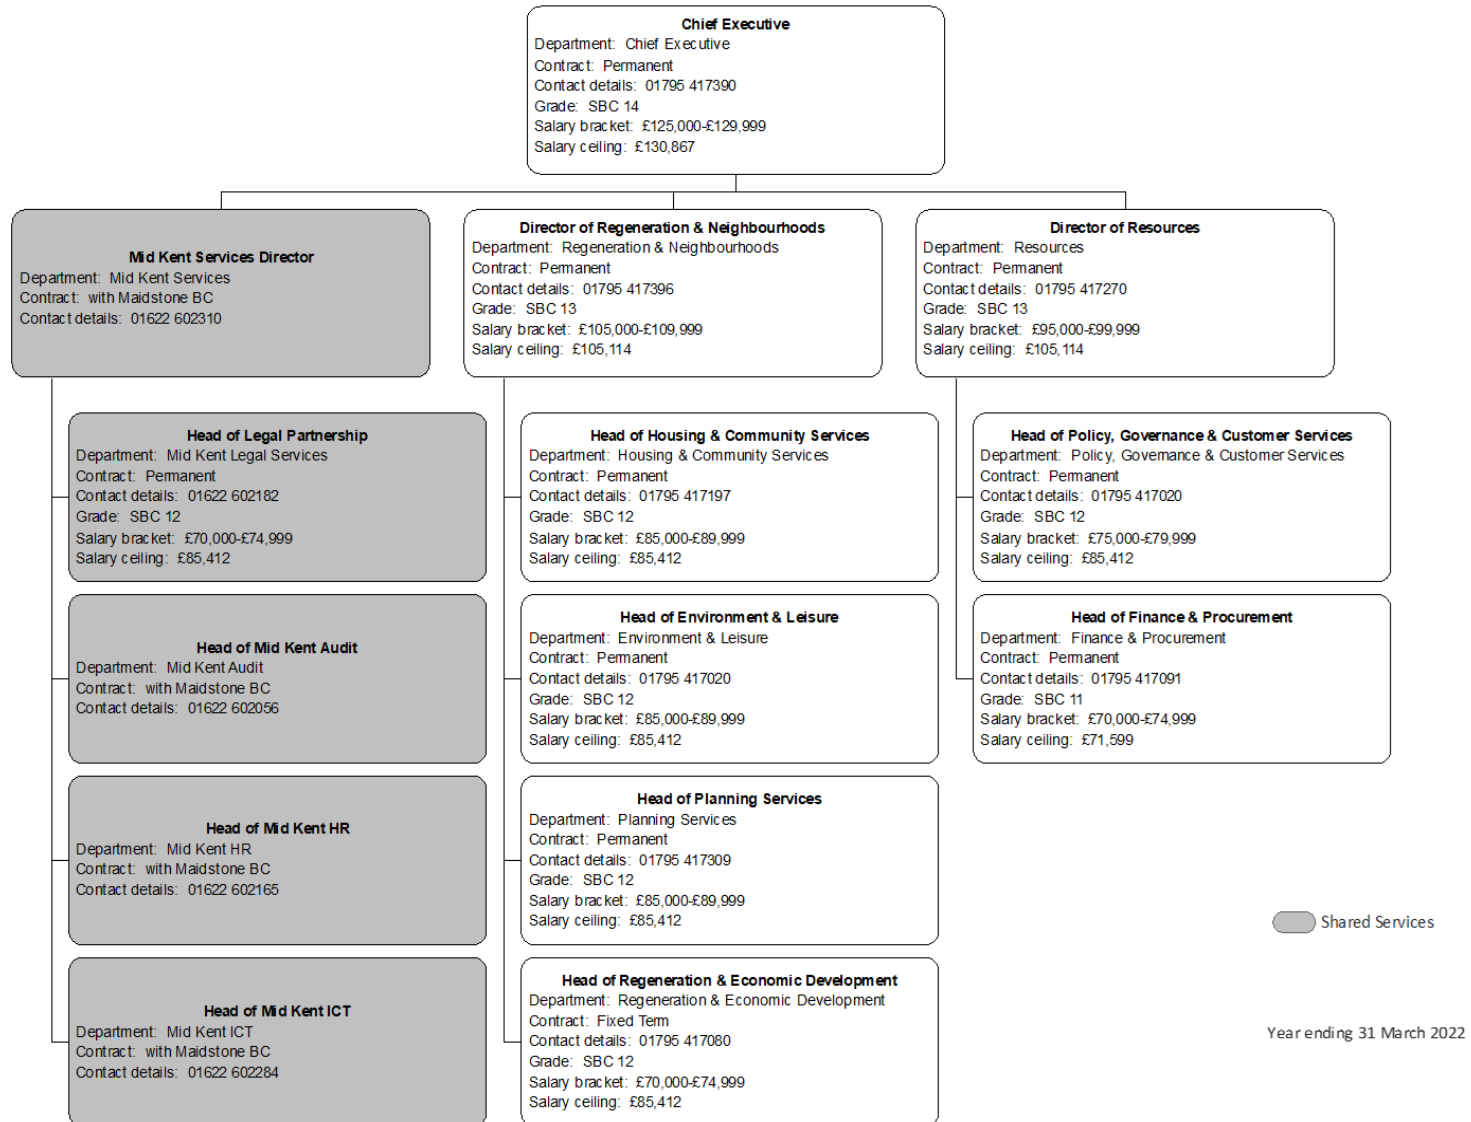 Chief Executive
Department: Chief Executive
Contract: Permanent
Contact details: 01795 417390
Grade: SBC 14
Salary bracket: £125,000-£129,999
Salary ceiling: £130,867
Mid Kent Services Director
Department: Mid Kent Services
Contract: with Maidstone BC
Contact details: 01622 602310
Director of Regeneration & Neighbourhoods
Department: Regeneration & Neighbourhoods
Contract: Permanent
Contact details: 01795 417396
Grade: SBC 13
Salary bracket: £105,000-£109,999
Salary ceiling: £105,114
Director of Resources
Department: Resources
Contract: Permanent
Contact details: 01795 417270
Grade: SBC 13
Salary bracket: £95,000-£99,999
Salary ceiling: £105,114
Head of Legal Partnership
Department: Mid Kent Legal Services
Contract: Permanent
Contact details: 01622 602182
Grade: SBC 12
Salary bracket: £70,000-£74,999
Salary ceiling: £85,412
Head of Housing & Community Services
Department: Housing & Community Services
Contract: Permanent
Contact details: 01795 417197
Grade: SBC 12
Salary bracket: £85,000-£89,999
Salary ceiling: £85,412
Head of Policy, Governance & Customer Services
Department: Policy, Governance & Customer Services
Contract: Permanent
Contact details: 01795 417020
Grade: SBC 12
Salary bracket: £75,000-£79,999
Salary ceiling: £85,412
Head of Mid Kent Audit
Department: Mid Kent Audit
Contract: with Maidstone BC
Contact details: 01622 602056
Head of Environment & Leisure
Department: Environment & Leisure
Contract: Permanent
Contact details: 01795 417020
Grade: SBC 12
Salary bracket: £85,000-£89,999
Salary ceiling: £85,412
Head of Finance & Procurement
Department: Finance & Procurement
Contract: Permanent
Contact details: 01795 417091
Grade: SBC 11
Salary bracket: £70,000-£74,999
Salary ceiling: £71,599
Head of Mid Kent HR
Department: Mid Kent HR
Contract: with Maidstone BC
Contact details: 01622 602165
Head of Planning Services
Department: Planning Services
Contract: Permanent
Contact details: 01795 417309
Grade: SBC 12
Salary bracket: £85,000-£89,999
Salary ceiling: £85,412
Shared Services
Head of Mid Kent ICT
Department: Mid Kent ICT
Contract: with Maidstone BC
Contact details: 01622 602284
Head of Regeneration & Economic Development
Department: Regeneration & Economic Development
Contract: Fixed Term
Contact details: 01795 417080
Grade: SBC 12
Salary bracket: £70,000-£74,999
Salary ceiling: £85,412
Year ending 31 March 2022